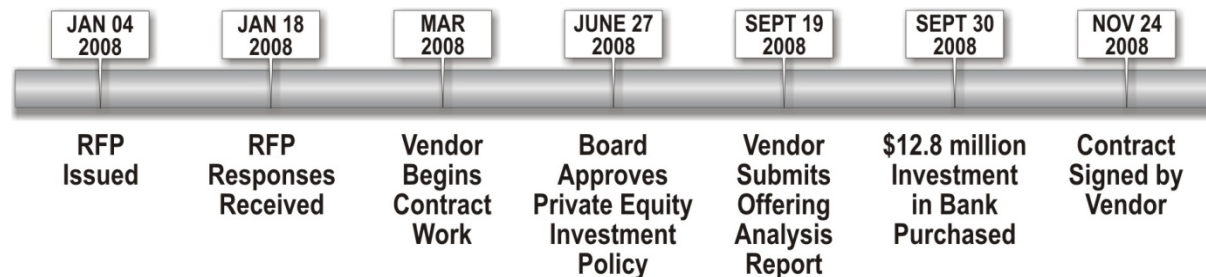 JAN 04
2008
JAN 18
2008
MAR
2008
JUNE 27
2008
SEPT 19
2008
SEPT 30
2008
NOV 24
2008
RFP
Issued
RFP
Responses
Received
Vendor
Begins
Contract
Work
Board
Approves
Private Equity
Investment
Policy
Vendor
Submits
Offering
Analysis
Report
$12.8 million
Investment
in Bank
Purchased
Contract
Signed by
Vendor